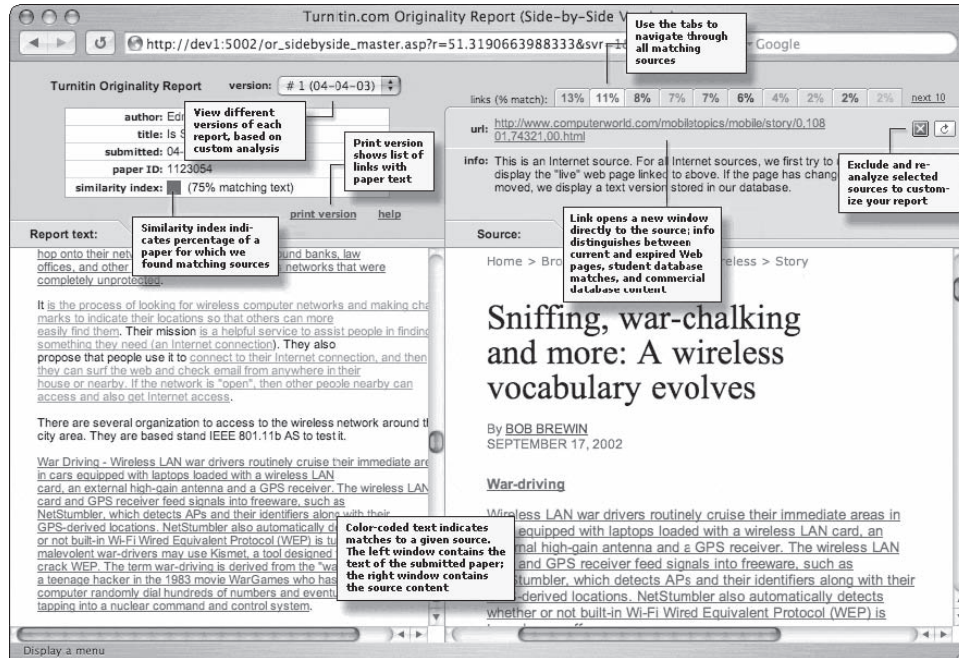 Turnitin.com Originality Report (Side-by-Side V
http://dev1:5002/or_sidebyside_master.asp?r=51.3190663988333&svr=1
Google
Use the tabs to
navigate through
all matching
sources
Turnitin Originality Report version: # 1 (04-04-03)
links (% match): 13% 11% 8% 7% 7% 6% 4% 2% 2% 2% next 10
author: Ed
title: Is S
submitted: 04-
paper ID: 1123054
similarity index: (75% matching text)
View different
versions of each
report, based on
custom analysis
Print version
shows list of
links with
paper text
print version help
Similarity index indi-
cates percentage of a
paper for which we
found matching sources
url: http://www.computerworld.com/mobiletopics/mobile/story/0,108
01,74321,00.html
info: This is an Internet source. For all Internet sources, we first try to
display the "live" web page linked to above. If the page has chang
moved, we display a text version stored in our database.
Exclude and re-
analyze selected
sources to custom-
ize your report
Link opens a new window
directly to the source; info
distinguishes between
current and expired Web
pages, student database
matches, and commercial
database content
Report text:
hop onto their net und banks, law
offices, and other networks that were
completely unprotected.
It is the process of looking for wireless computer networks and making cha
marks to indicate their locations so that others can more
easily find them. Their mission is a helpful service to assist people in finding
something they need (an Internet connection). They also
propose that people use it to connect to their Internet connection, and then
they can surf the web and check email from anywhere in their
house or nearby. If the network is "open", then other people nearby can
access and also get Internet access.
There are several organization to access to the wireless network around t
city area. They are based stand IEEE 801.11b AS to test it.
War Driving - Wireless LAN war drivers routinely cruise their immediate are
in cars equipped with laptops loaded with a wireless LAN
card, an external high-gain antenna and a GPS receiver. The wireless LAN
card and GPS receiver feed signals into freeware, such as
NetStumbler, which detects APs and their identifiers along with their
GPS-derived locations. NetStumbler also automatically d
or not built-in Wi-Fi Wired Equivalent Protocol (WEP) is tu
malevolent war-drivers may use Kismet, a tool designed
crack WEP. The term war-driving is derived from the "wa
a teenage hacker in the 1983 movie WarGames who has
computer randomly dial hundreds of numbers and eventu
tapping into a nuclear command and control system.
Color-coded text indicates
matches to a given source.
The left window contains the
text of the submitted paper;
the right window contains
the source content
Source:
Home > Bro reless > Story
Sniffing, war-chalking
and more: A wireless
vocabulary evolves
By BOB BREWIN
SEPTEMBER 17, 2002
War-driving
Wireless LAN war drivers routinely cruise their immediate areas in
equipped with laptops loaded with a wireless LAN card, an
nal high-gain antenna and a GPS receiver. The wireless LAN
and GPS receiver feed signals into freeware, such as
tumbler, which detects APs and their identifiers along with their
-derived locations. NetStumbler also automatically detects
whether or not built-in Wi-Fi Wired Equivalent Protocol (WEP) is
Display a menu